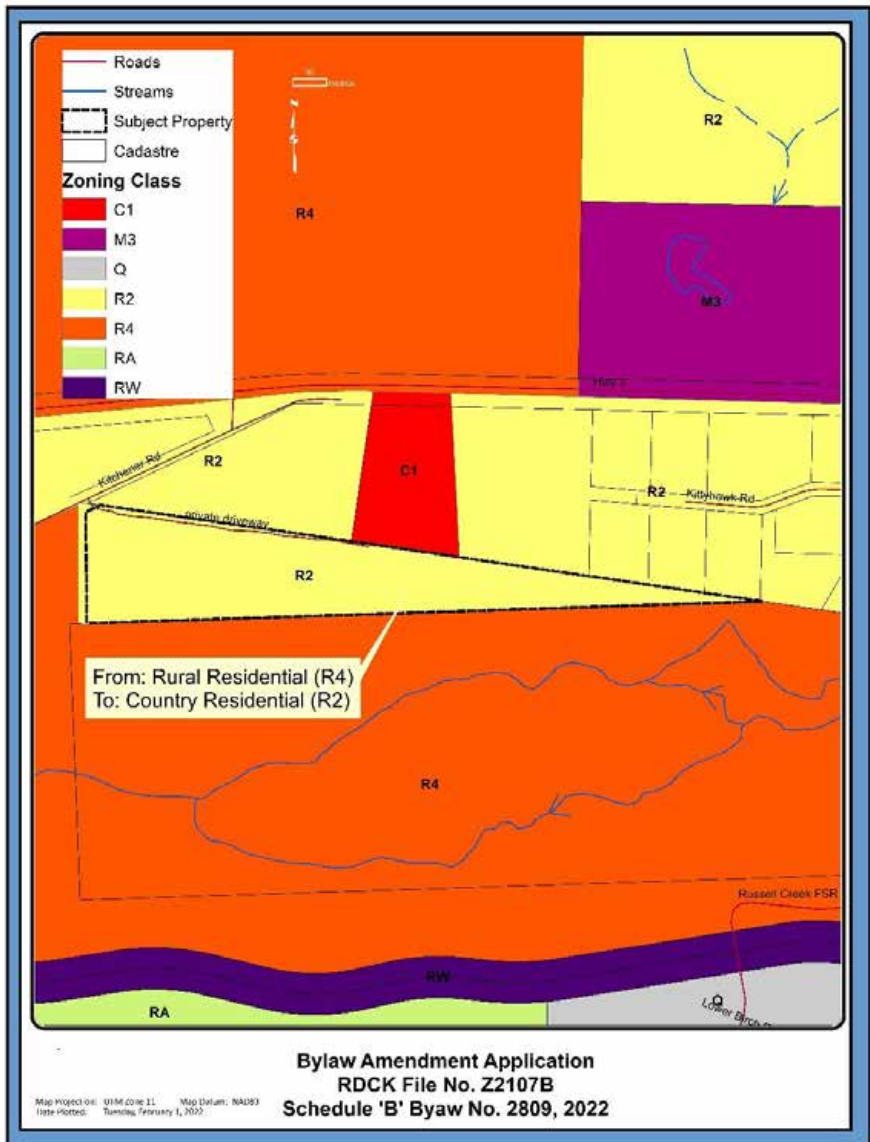 Roads
Streams
Subject Property
Cadastre
Zoning Class
C1
M3
Q
R2
R4
RA
RW
R2
R4
M3
Kitchener Rd
R2
C1
R2
Kittyhawk Rd
private driveway
R2
From: Rural Residential (R4)
To: Country Residential (R2)
R4
Russell Creek FSR
RW
RA
Q
Lower Birch
Bylaw Amendment Application
RDCK File No. Z2107B
Schedule 'B' Byaw No. 2809, 2022
Map Projection: UTM Zone 11 Map Datum: NAD83
Date Plotted: Tuesday, February 1, 2022